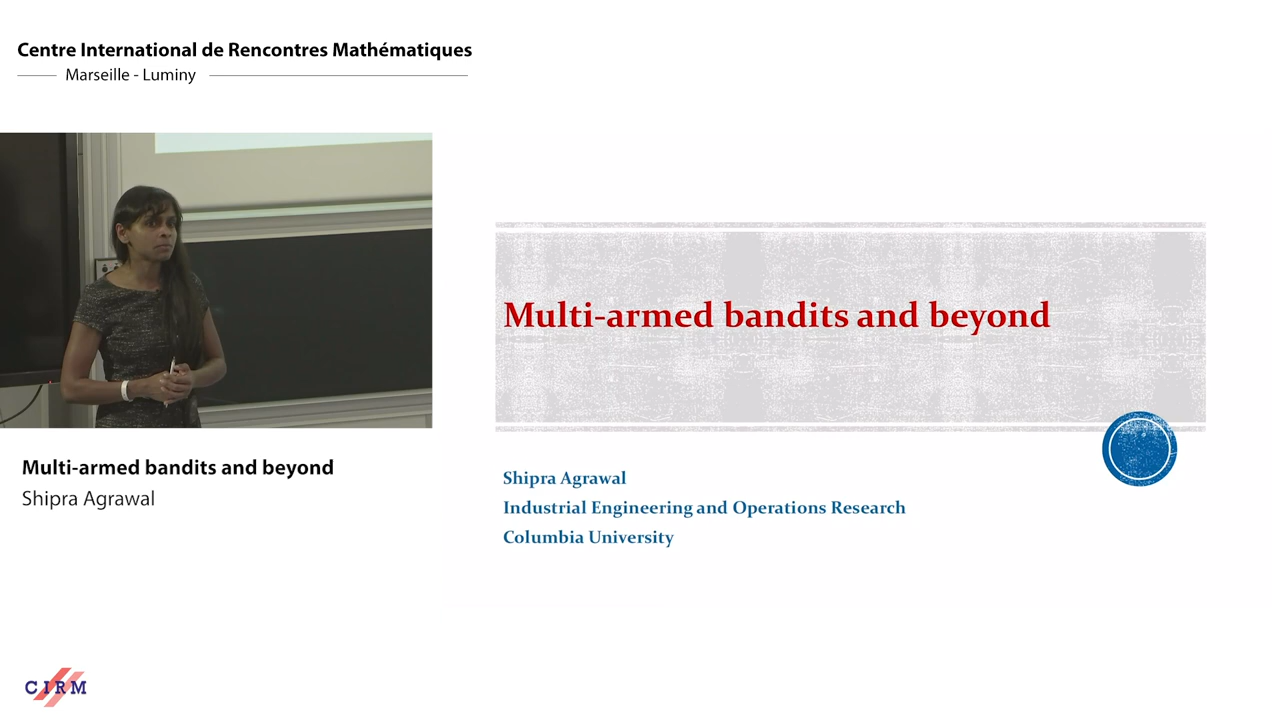 Centre International de Rencontres Mathématiques
Marseille - Luminy
Multi-armed bandits and beyond
Shipra Agrawal
Industrial Engineering and Operations Research
Columbia University
Multi-armed bandits and beyond
Shipra Agrawal
CIRM